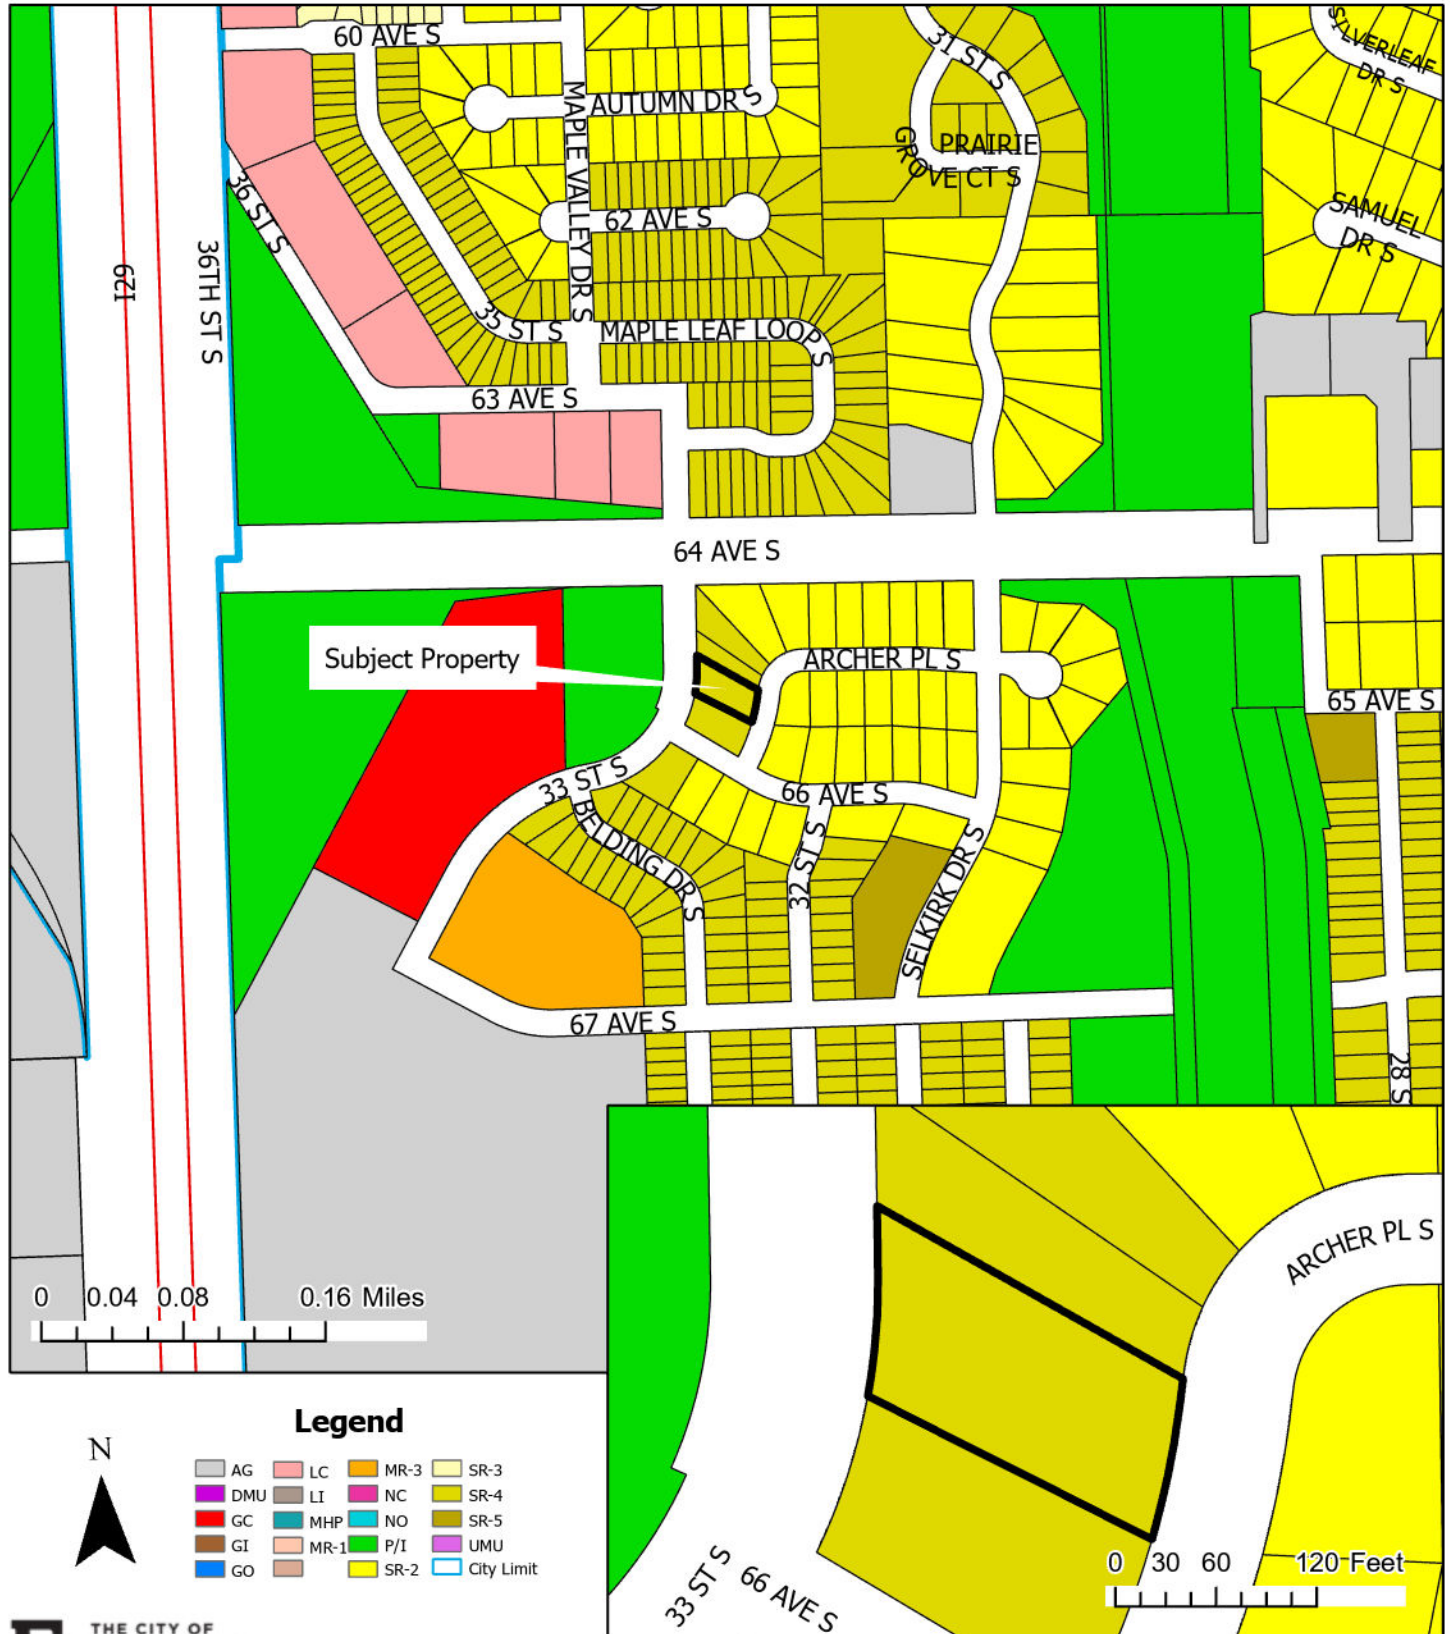 60 AVE S
31 ST S
SILVERLEAF
DR S
AUTUMN DR S
MAPLE VALLEY DR S
PRAIRIE
GROVE CT S
36 ST S
62 AVE S
SAMUEL
DR S
I29
36TH ST S
35 ST S
MAPLE LEAF LOOP S
63 AVE S
64 AVE S
Subject Property
ARCHER PL S
65 AVE S
33 ST S
66 AVE S
BELDING DR S
32 ST S
SELKIRK DR S
67 AVE S
28 S
0 0.04 0.08 0.16 Miles
ARCHER PL S
33 ST S
66 AVE S
0 30 60 120 Feet
Legend
N
AG
DMU
GC
GI
GO
LC
LI
MHP
MR-1
MR-3
NC
NO
P/I
SR-2
SR-3
SR-4
SR-5
UMU
City Limit
THE CITY OF